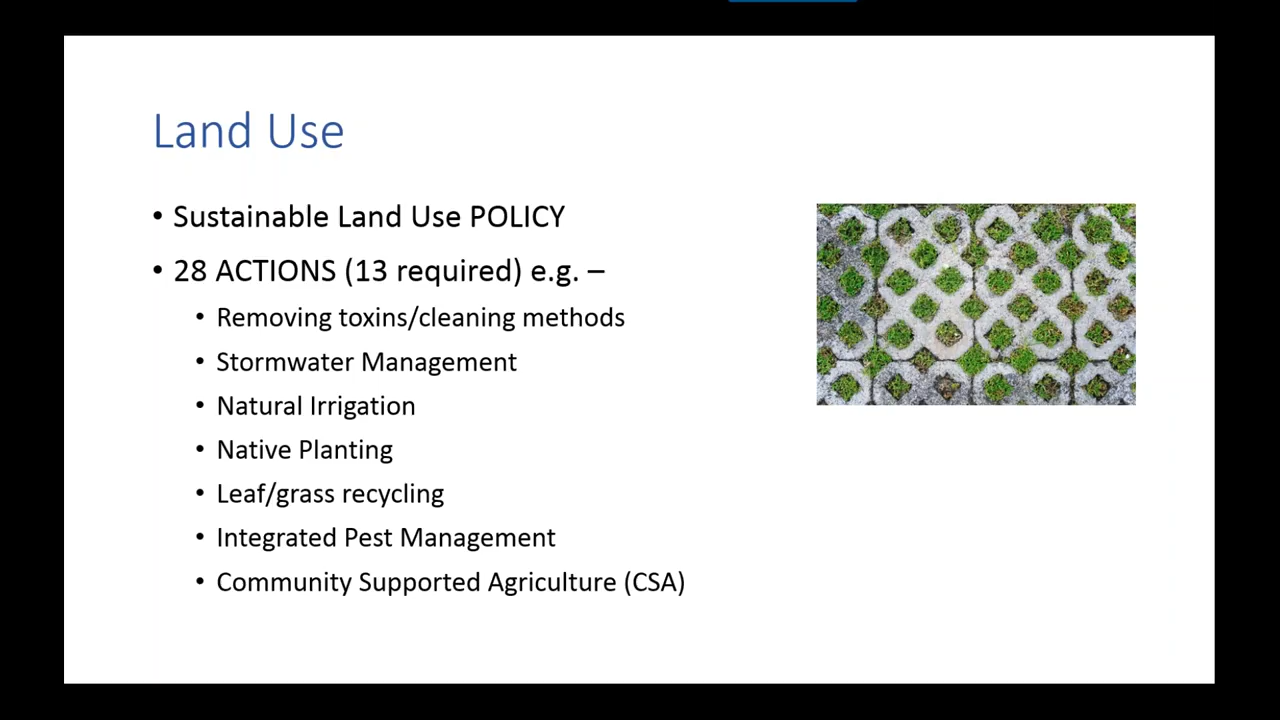 Land Use
• Sustainable Land Use POLICY
• 28 ACTIONS (13 required) e.g. –
• Removing toxins/cleaning methods
• Stormwater Management
• Natural Irrigation
• Native Planting
• Leaf/grass recycling
• Integrated Pest Management
• Community Supported Agriculture (CSA)